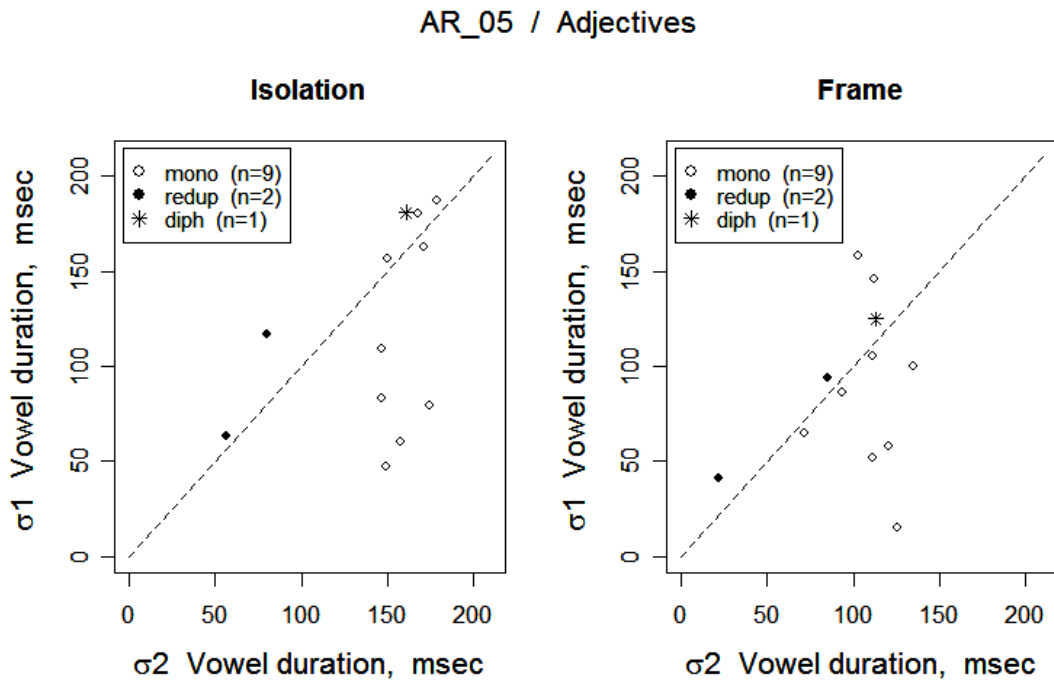 AR_05 / Adjectives
Isolation
mono (n=9)
redup (n=2)
diph (n=1)
σ1 Vowel duration, msec
200
150
100
50
0
0 50 100 150 200
σ2 Vowel duration, msec
Frame
mono (n=9)
redup (n=2)
diph (n=1)
σ1 Vowel duration, msec
200
150
100
50
0
0 50 100 150 200
σ2 Vowel duration, msec